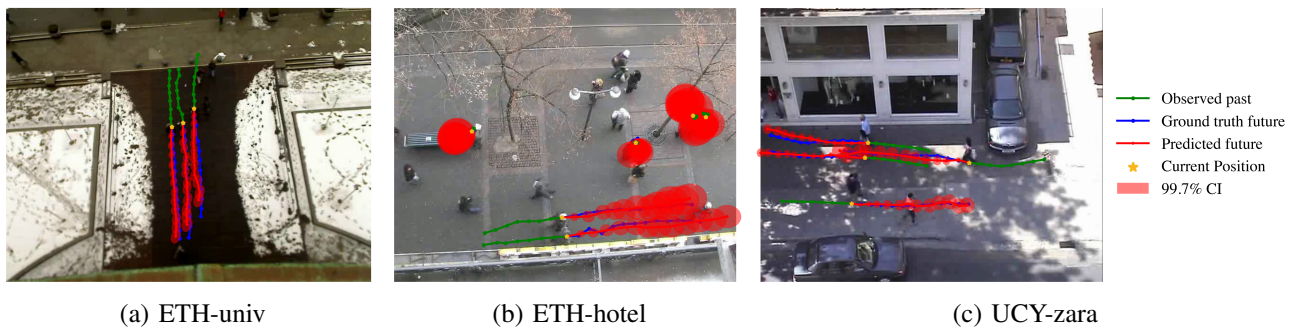 Observed past
Ground truth future
Predicted future
Current Position
99.7% CI
(a) ETH-univ
(b) ETH-hotel
(c) UCY-zara